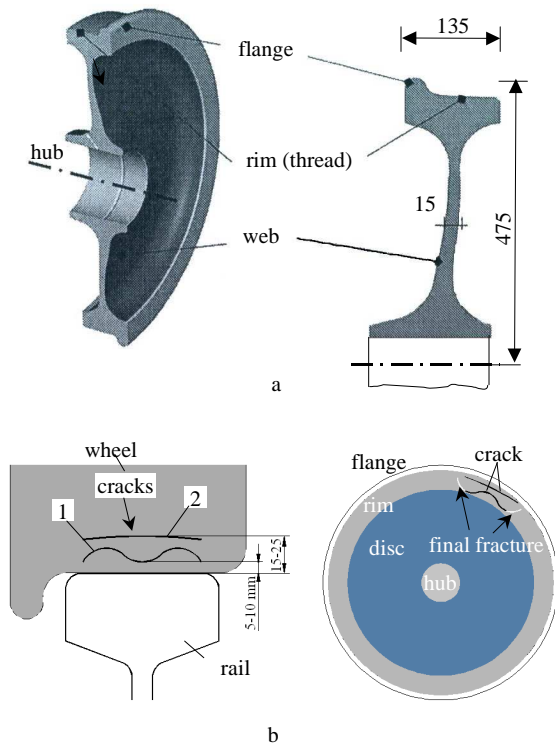 135
flange
hub
rim (thread)
15
web
475
a
wheel
cracks
1
2
15-25
5-10 mm
rail
flange
crack
rim
disc
final fracture
hub
b